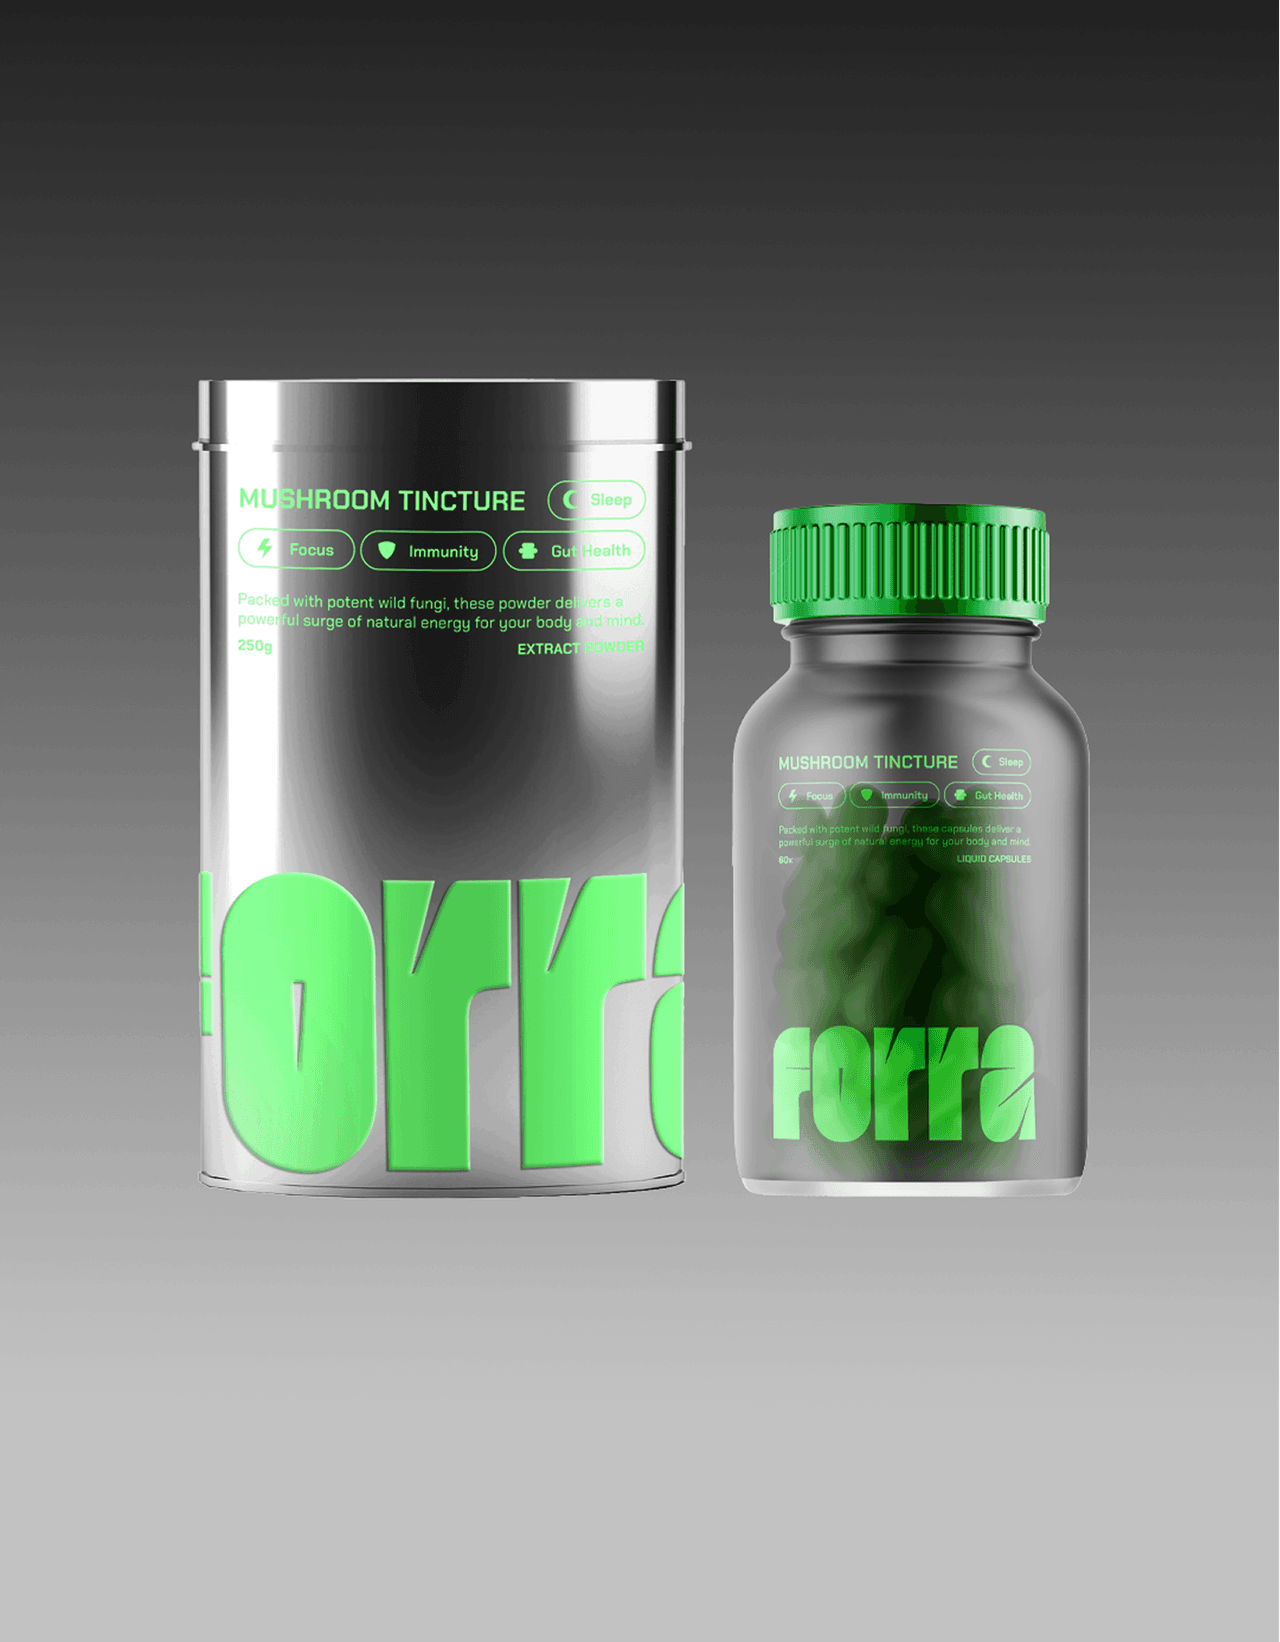 MUSHROOM TINCTURE
Sleep
Focus
Immunity
Gut Health
Packed with potent wild fungi, these powder delivers a
powerful surge of natural energy for your body and mind.
250g
EXTRACT POWDER
forra
MUSHROOM TINCTURE
Sleep
Focus
Immunity
Gut Health
Packed with potent wild fungi, these capsules deliver a
powerful surge of natural energy for your body and mind.
60x
LIQUID CAPSULES
forra